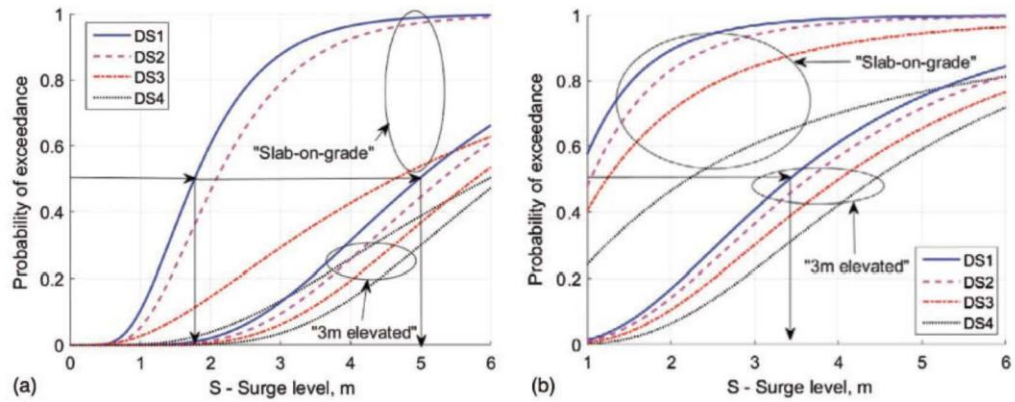 Probability of exceedance
1
0.8
0.6
0.4
0.2
0
DS1
DS2
DS3
DS4
"Slab-on-grade"
"3m elevated"
0 1 2 3 4 5 6
(a) S - Surge level, m
Probability of exceedance
1
0.8
0.6
0.4
0.2
0
"Slab-on-grade"
"3m elevated"
DS1
DS2
DS3
DS4
1 2 3 4 5 6
(b) S - Surge level, m